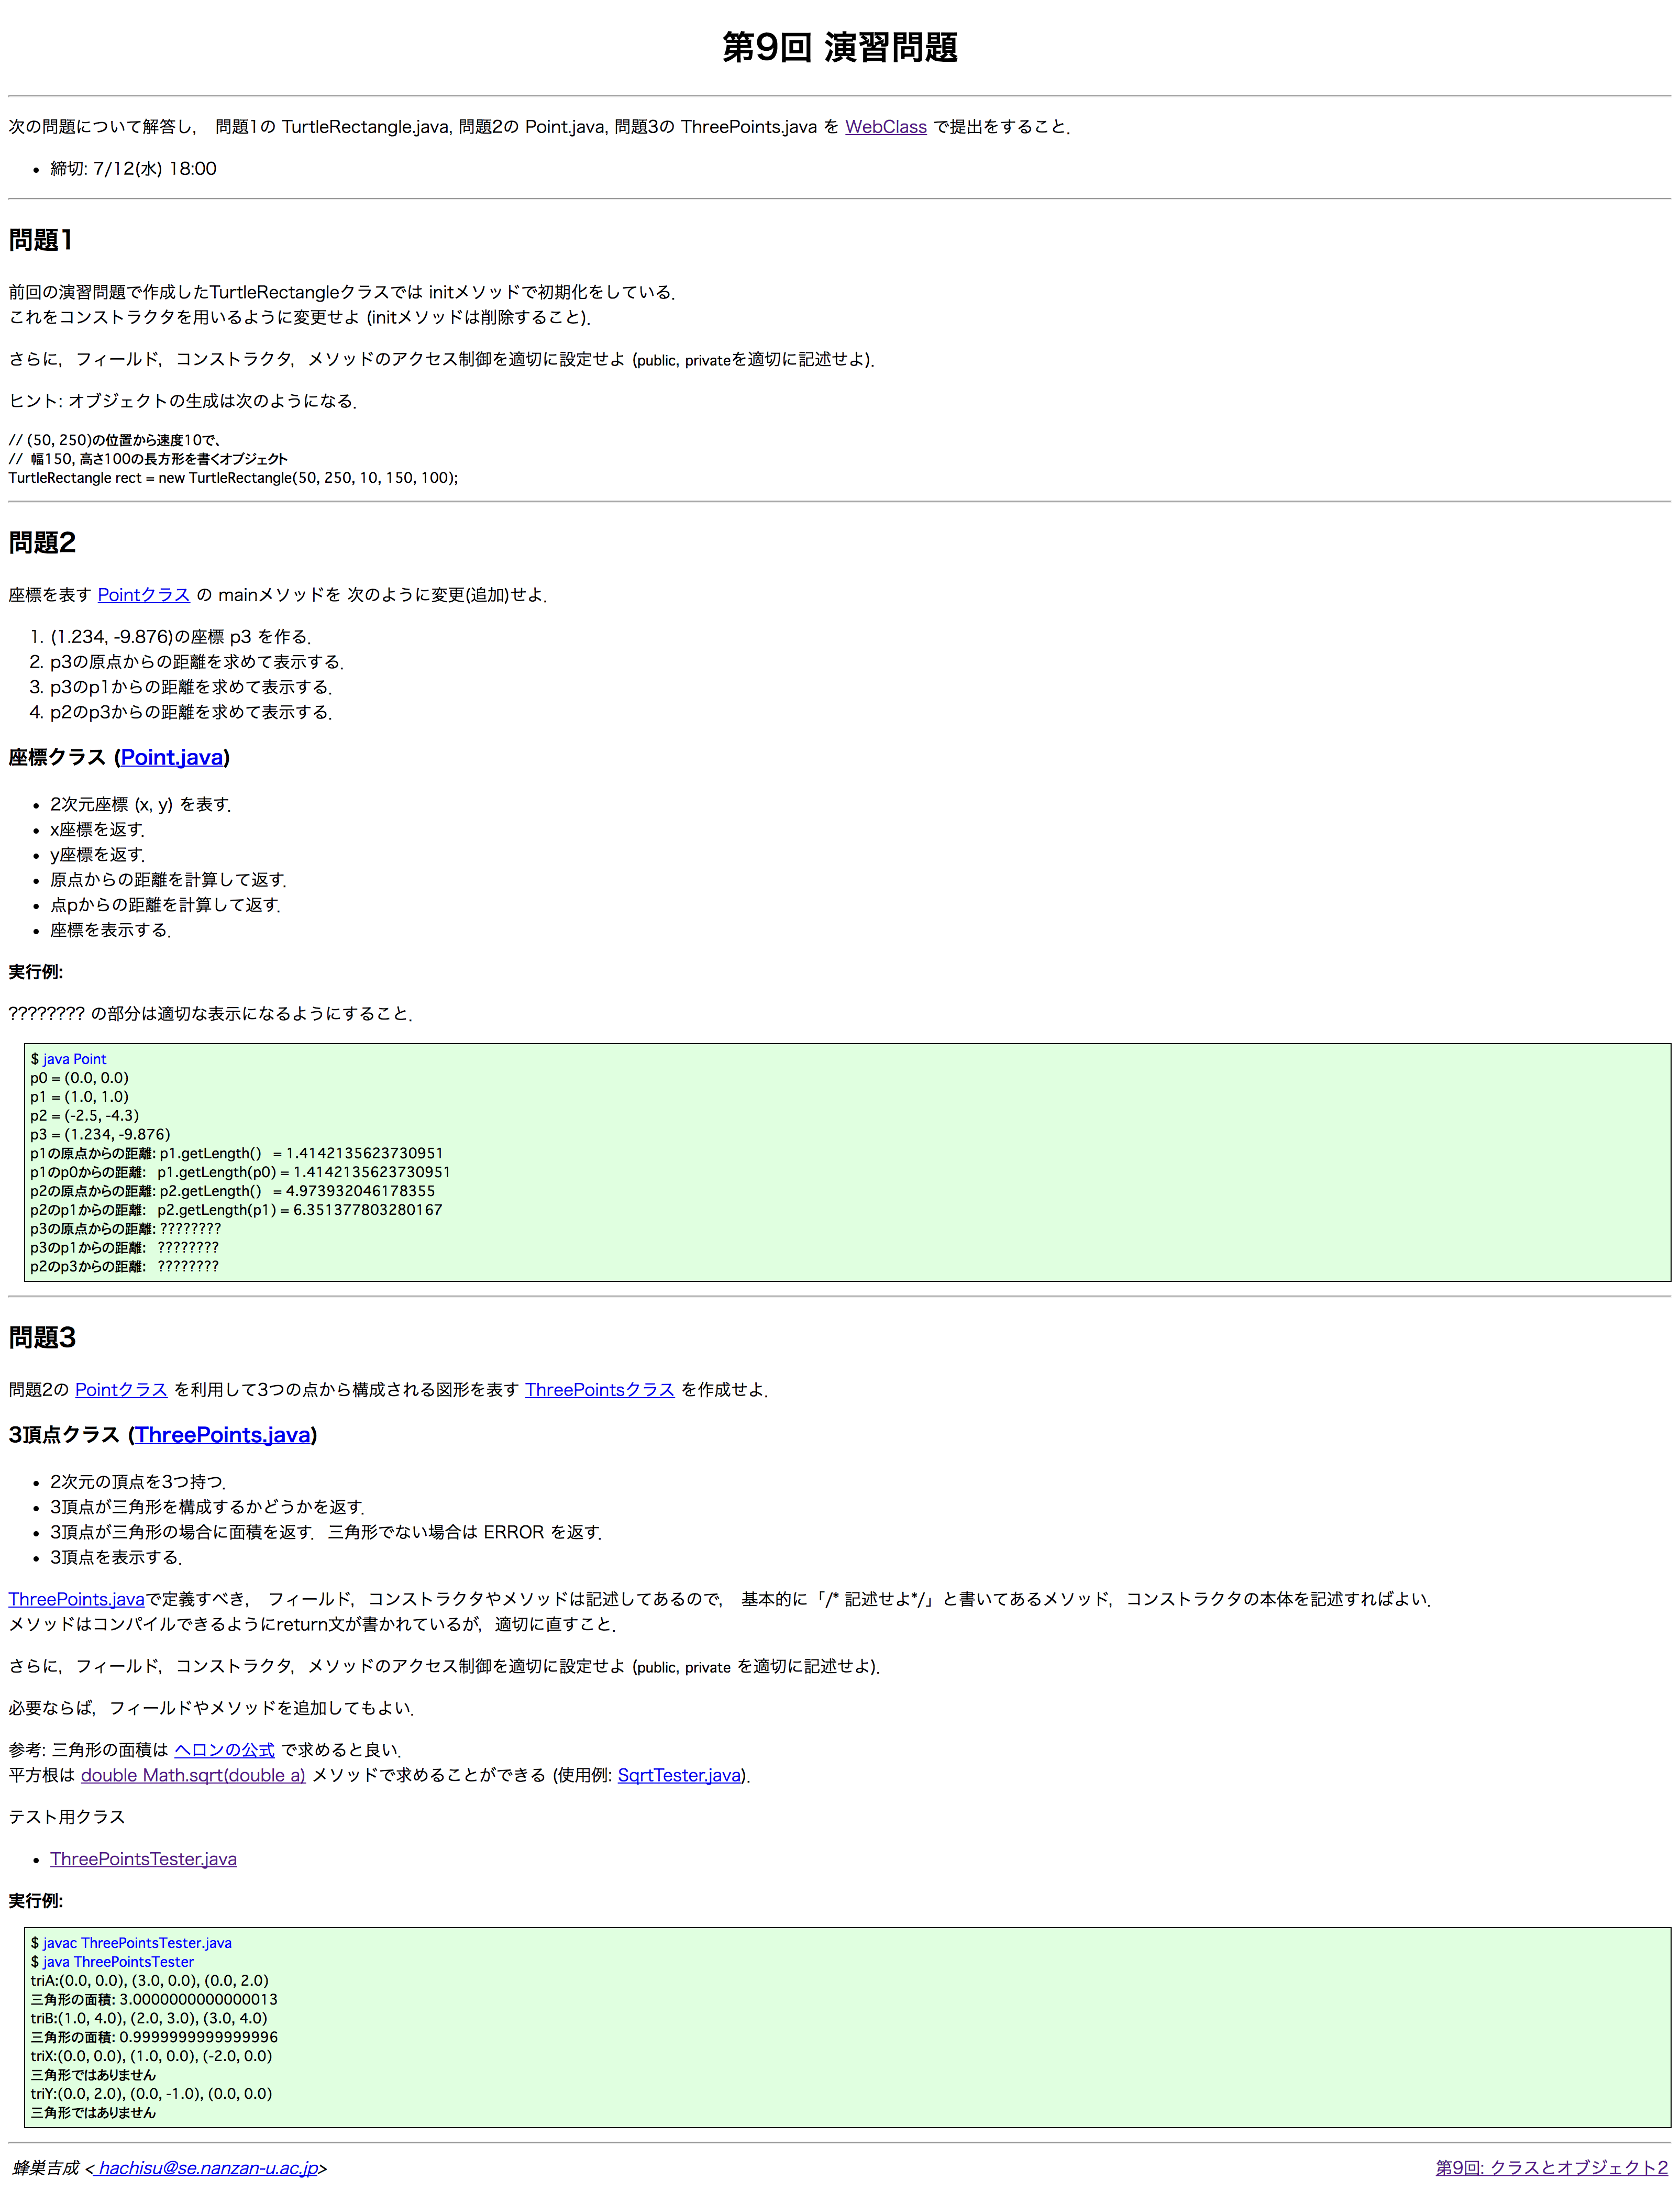 第9回 演習問題
次の問題について解答し， 問題1の TurtleRectangle.java, 問題2の Point.java, 問題3の ThreePoints.java を WebClass で提出をすること．
• 締切: 7/12(水) 18:00
問題1
前回の演習問題で作成したTurtleRectangleクラスでは initメソッドで初期化をしている．
これをコンストラクタを用いるように変更せよ (initメソッドは削除すること)．
さらに，フィールド，コンストラクタ，メソッドのアクセス制御を適切に設定せよ (public, privateを適切に記述せよ)．
ヒント: オブジェクトの生成は次のようになる．
// (50, 250)の位置から速度10で、
// 幅150, 高さ100の長方形を書くオブジェクト
TurtleRectangle rect = new TurtleRectangle(50, 250, 10, 150, 100);
問題2
座標を表す Pointクラス の mainメソッドを 次のように変更(追加)せよ．
1. (1.234, -9.876)の座標 p3 を作る．
2. p3の原点からの距離を求めて表示する．
3. p3のp1からの距離を求めて表示する．
4. p2のp3からの距離を求めて表示する．
座標クラス (Point.java)
• 2次元座標 (x, y) を表す．
• x座標を返す．
• y座標を返す．
• 原点からの距離を計算して返す．
• 点pからの距離を計算して返す．
• 座標を表示する．
実行例:
???????? の部分は適切な表示になるようにすること．
$ java Point
p0 = (0.0, 0.0)
p1 = (1.0, 1.0)
p2 = (-2.5, -4.3)
p3 = (1.234, -9.876)
p1の原点からの距離: p1.getLength()   = 1.4142135623730951
p1のp0からの距離:   p1.getLength(p0) = 1.4142135623730951
p2の原点からの距離: p2.getLength()   = 4.973932046178355
p2のp1からの距離:   p2.getLength(p1) = 6.351377803280167
p3の原点からの距離: ????????
p3のp1からの距離:   ????????
p2のp3からの距離:   ????????
問題3
問題2の Pointクラス を利用して3つの点から構成される図形を表す ThreePointsクラス を作成せよ．
3頂点クラス (ThreePoints.java)
• 2次元の頂点を3つ持つ．
• 3頂点が三角形を構成するかどうかを返す．
• 3頂点が三角形の場合に面積を返す．三角形でない場合は ERROR を返す．
• 3頂点を表示する．
ThreePoints.javaで定義すべき， フィールド，コンストラクタやメソッドは記述してあるので， 基本的に「/* 記述せよ*/」と書いてあるメソッド，コンストラクタの本体を記述すればよい．
メソッドはコンパイルできるようにreturn文が書かれているが，適切に直すこと．
さらに，フィールド，コンストラクタ，メソッドのアクセス制御を適切に設定せよ (public, private を適切に記述せよ)．
必要ならば，フィールドやメソッドを追加してもよい．
参考: 三角形の面積は ヘロンの公式 で求めると良い．
平方根は double Math.sqrt(double a) メソッドで求めることができる (使用例: SqrtTester.java)．
テスト用クラス
• ThreePointsTester.java
実行例:
$ javac ThreePointsTester.java
$ java ThreePointsTester
triA:(0.0, 0.0), (3.0, 0.0), (0.0, 2.0)
三角形の面積: 3.0000000000000013
triB:(1.0, 4.0), (2.0, 3.0), (3.0, 4.0)
三角形の面積: 0.9999999999999996
triX:(0.0, 0.0), (1.0, 0.0), (-2.0, 0.0)
三角形ではありません
triY:(0.0, 2.0), (0.0, -1.0), (0.0, 0.0)
三角形ではありません
蜂巣吉成 < hachisu@se.nanzan-u.ac.jp>
第9回: クラスとオブジェクト2